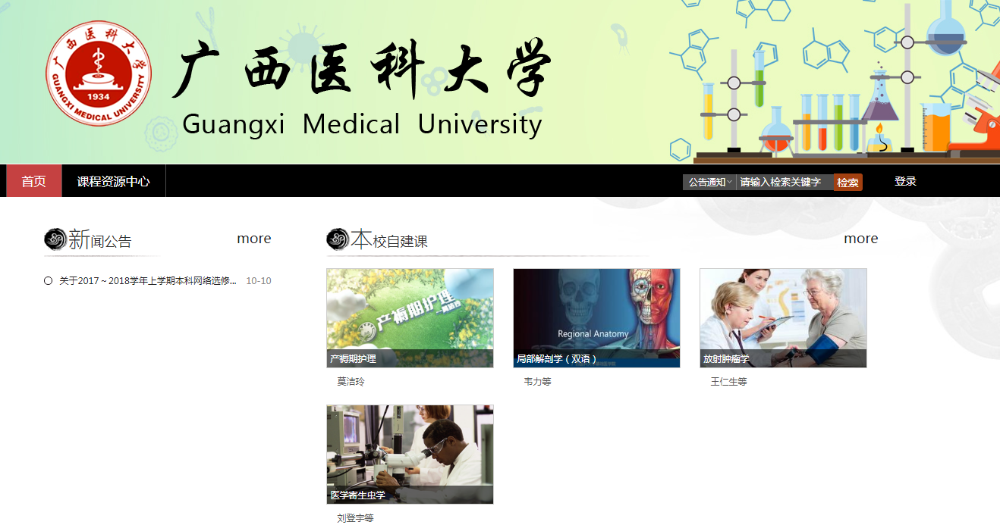 广西医科大学
GUANGXI MEDICAL UNIVERSITY
1934
广西医科大学
Guangxi Medical University
首页
课程资源中心
公告通知
请输入检索关键字
检索
登录
新闻公告
more
关于2017～2018学年上学期本科网络选修...
10-10
本校自建课
more
产褥期护理
Regional Anatomy
产褥期护理
局部解剖学（双语）
放射肿瘤学
莫洁玲
韦力等
王仁生等
医学寄生虫学
刘登宇等